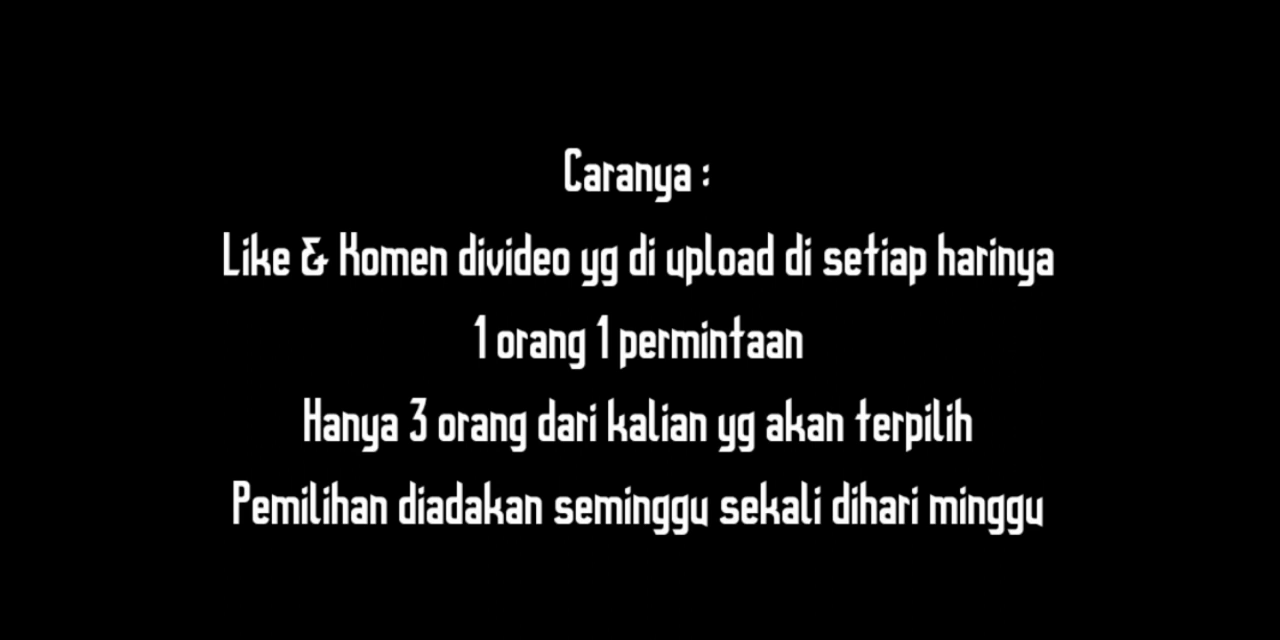 Caranya :
Like & Komen divideo yg di upload di setiap harinya
1 orang 1 permintaan
Hanya 3 orang dari kalian yg akan terpilih
Pemilihan diadakan seminggu sekali dihari minggu